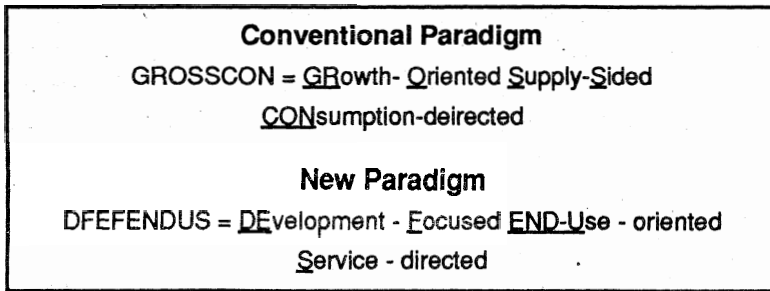 Conventional Paradigm
GROSSCON = GRowth- Oriented Supply-Sided
CONsumption-deirected
New Paradigm
DFEFENDUS = DEvelopment - Focused END-Use - oriented
Service - directed